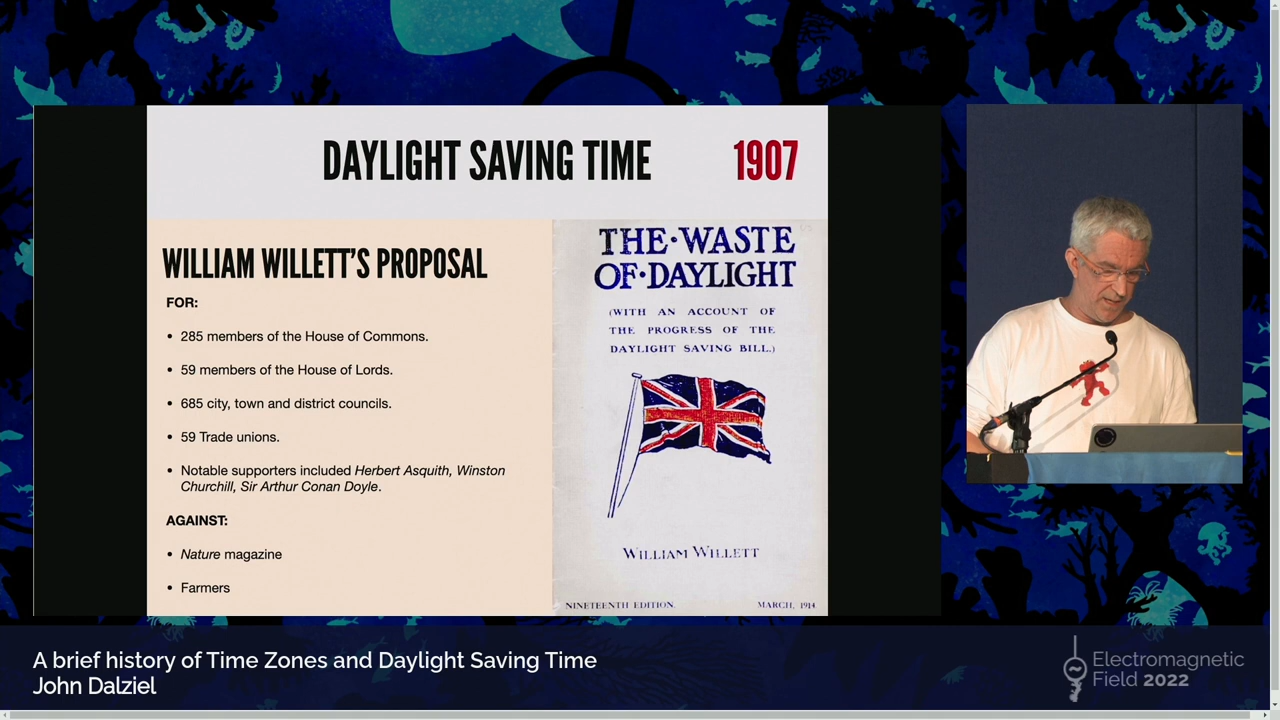 DAYLIGHT SAVING TIME 1907
WILLIAM WILLETT'S PROPOSAL
FOR:
• 285 members of the House of Commons.
• 59 members of the House of Lords.
• 685 city, town and district councils.
• 59 Trade unions.
• Notable supporters included Herbert Asquith, Winston
Churchill, Sir Arthur Conan Doyle.
AGAINST:
• Nature magazine
• Farmers
THE·WASTE
OF·DAYLIGHT
(WITH AN ACCOUNT OF
THE PROGRESS OF THE
DAYLIGHT SAVING BILL.)
WILLIAM WILLETT
NINETEENTH EDITION. MARCH, 1914
A brief history of Time Zones and Daylight Saving Time
John Dalziel
Electromagnetic
Field 2022